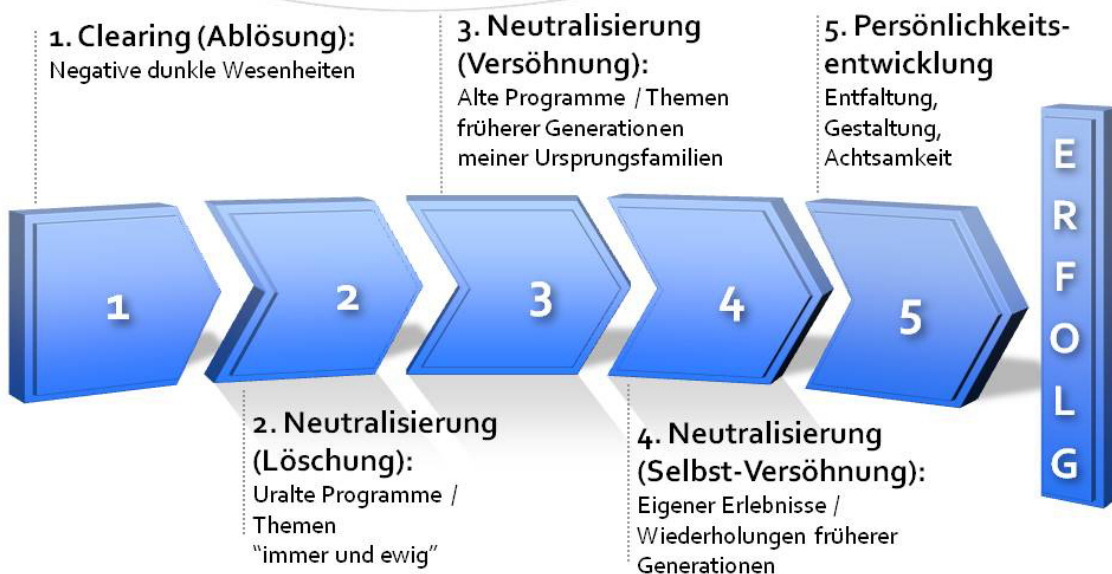 1. Clearing (Ablösung):
Negative dunkle Wesenheiten
3. Neutralisierung
(Versöhnung):
Alte Programme / Themen
früherer Generationen
meiner Ursprungsfamilien
5. Persönlichkeits-
entwicklung
Entfaltung,
Gestaltung,
Achtsamkeit
1
2
3
4
5
E
R
F
O
L
G
2. Neutralisierung
(Löschung):
Uralte Programme /
Themen
"immer und ewig"
4. Neutralisierung
(Selbst-Versöhnung):
Eigener Erlebnisse /
Wiederholungen früherer
Generationen